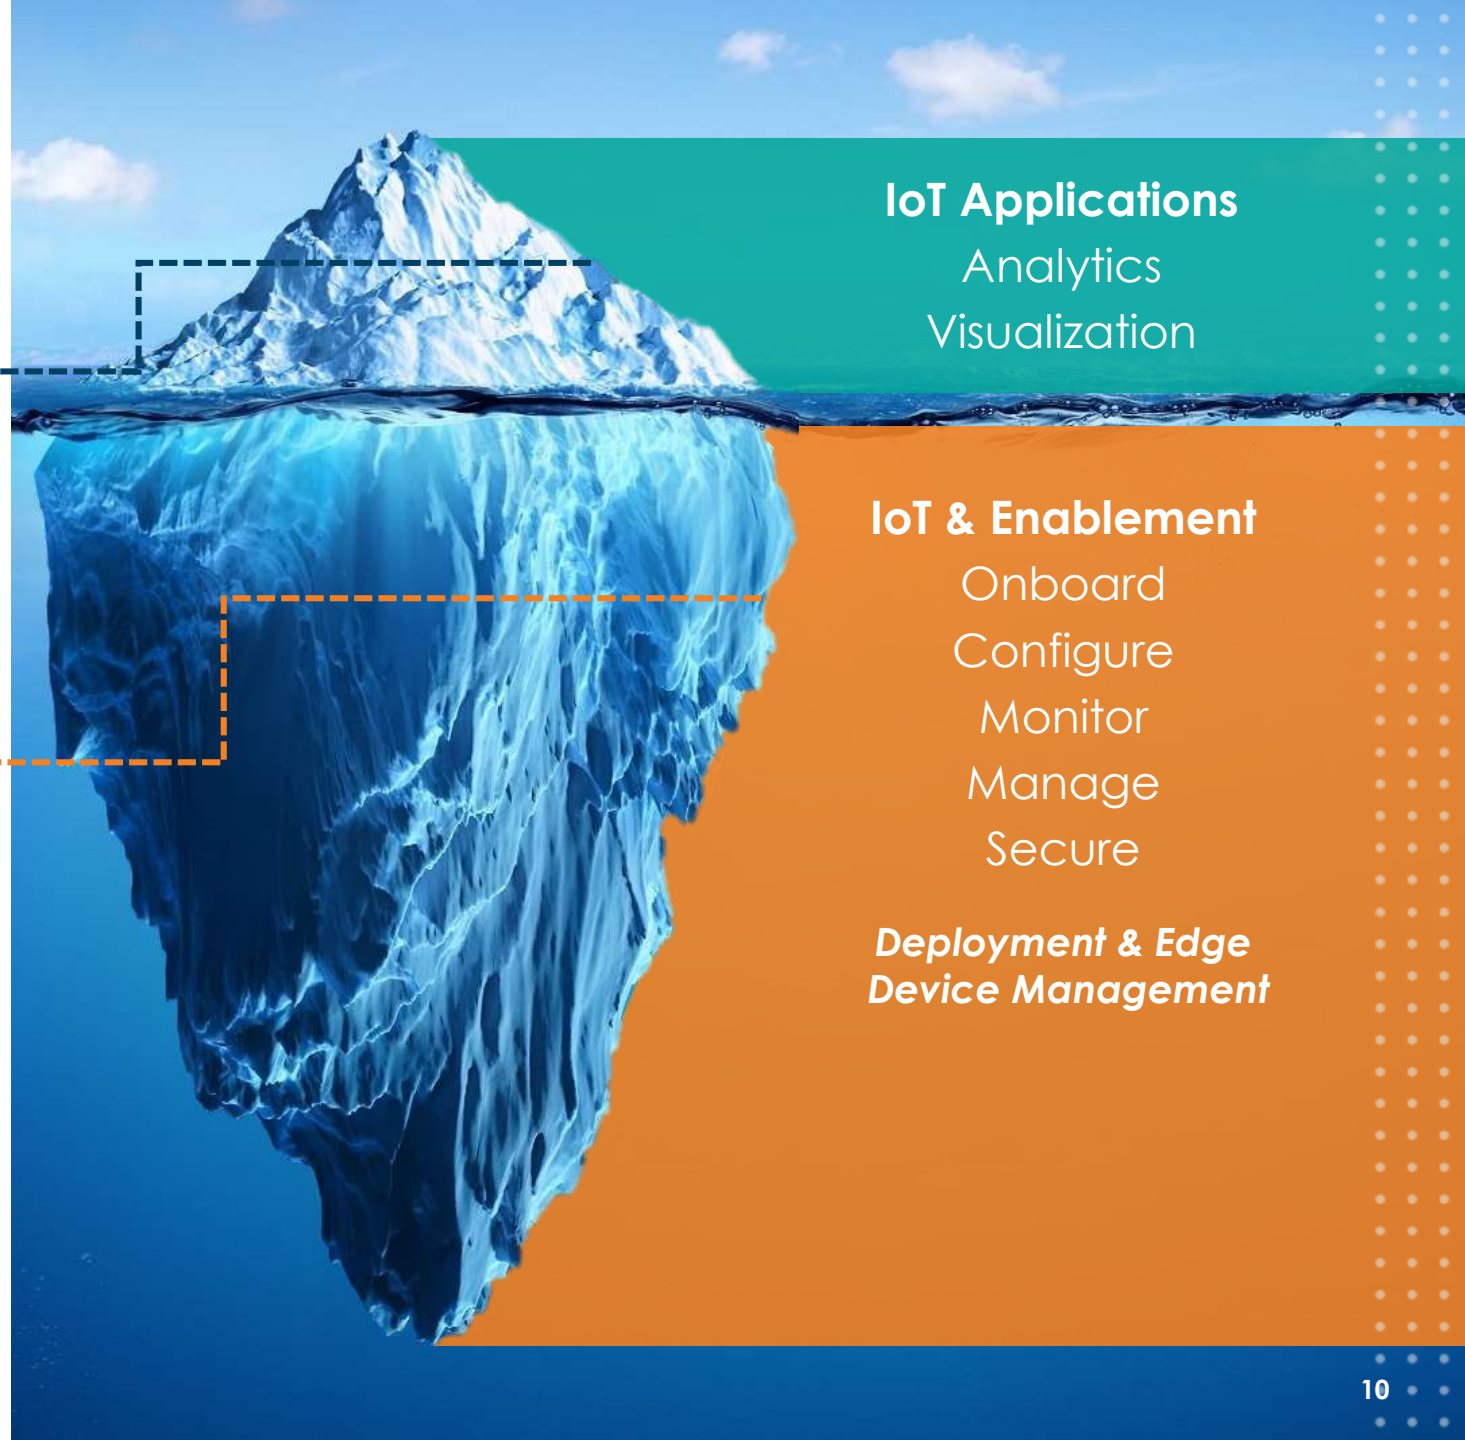 IoT Applications
Analytics
Visualization
IoT & Enablement
Onboard
Configure
Monitor
Manage
Secure
Deployment & Edge
Device Management
10